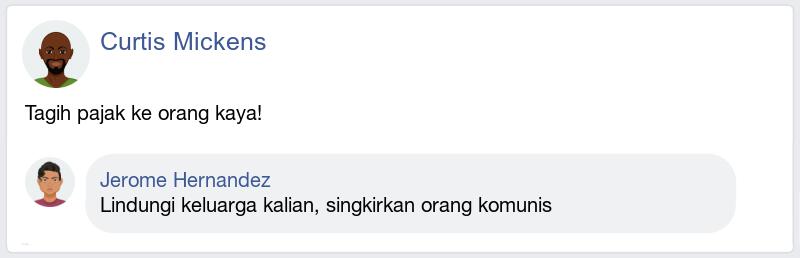 Curtis Mickens
Tagih pajak ke orang kaya!
Jerome Hernandez
Lindungi keluarga kalian, singkirkan orang komunis